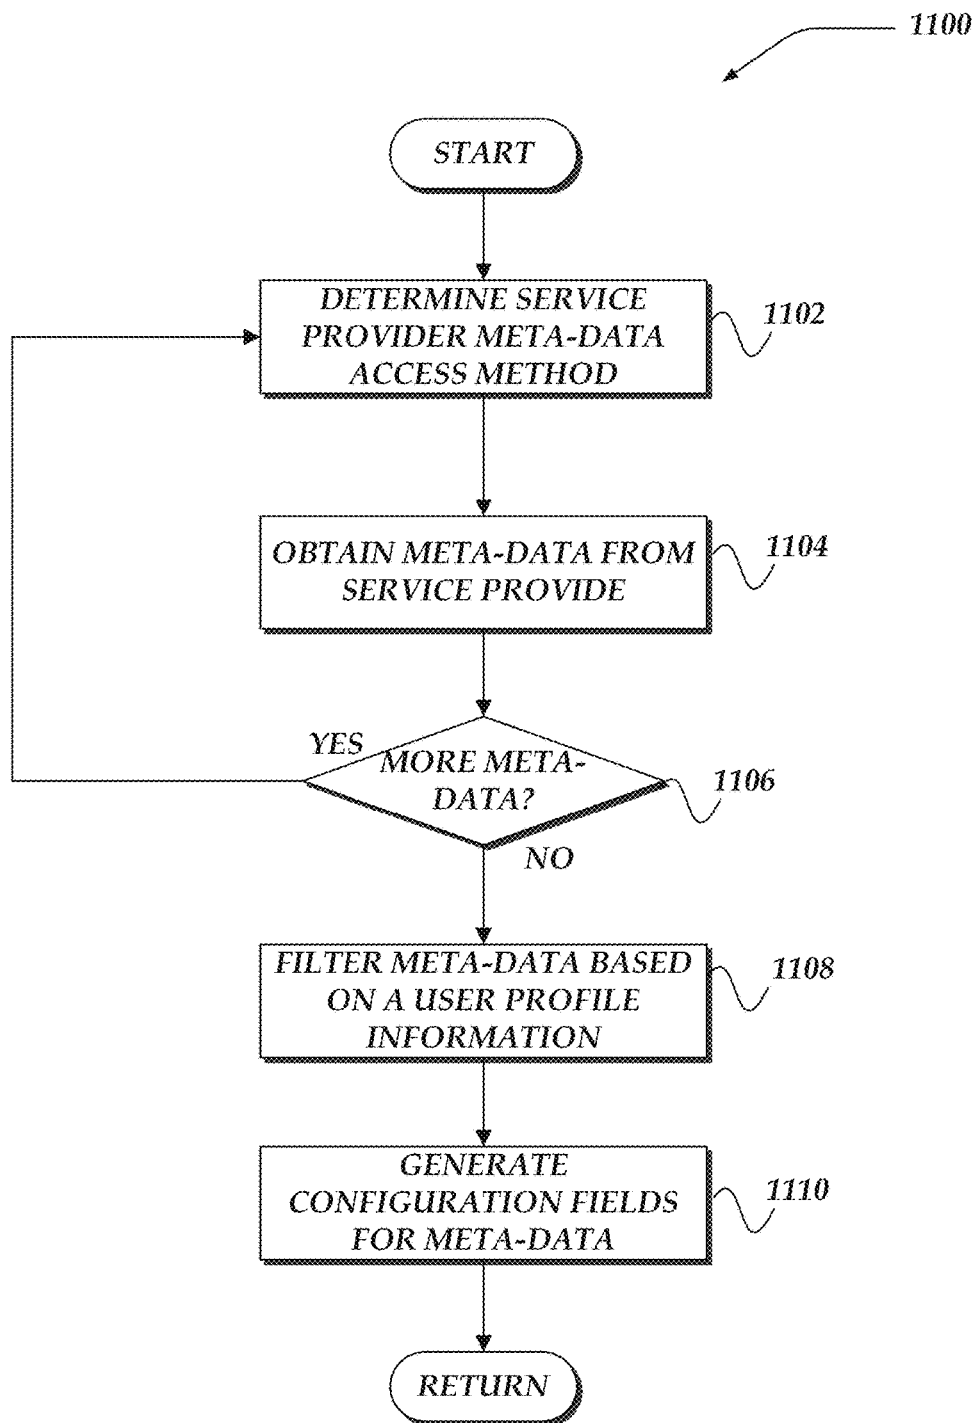 1100
START
DETERMINE SERVICE
PROVIDER META-DATA
ACCESS METHOD
1102
OBTAIN META-DATA FROM
SERVICE PROVIDE
1104
YES
MORE META-
DATA?
1106
NO
FILTER META-DATA BASED
ON A USER PROFILE
INFORMATION
1108
GENERATE
CONFIGURATION FIELDS
FOR META-DATA
1110
RETURN